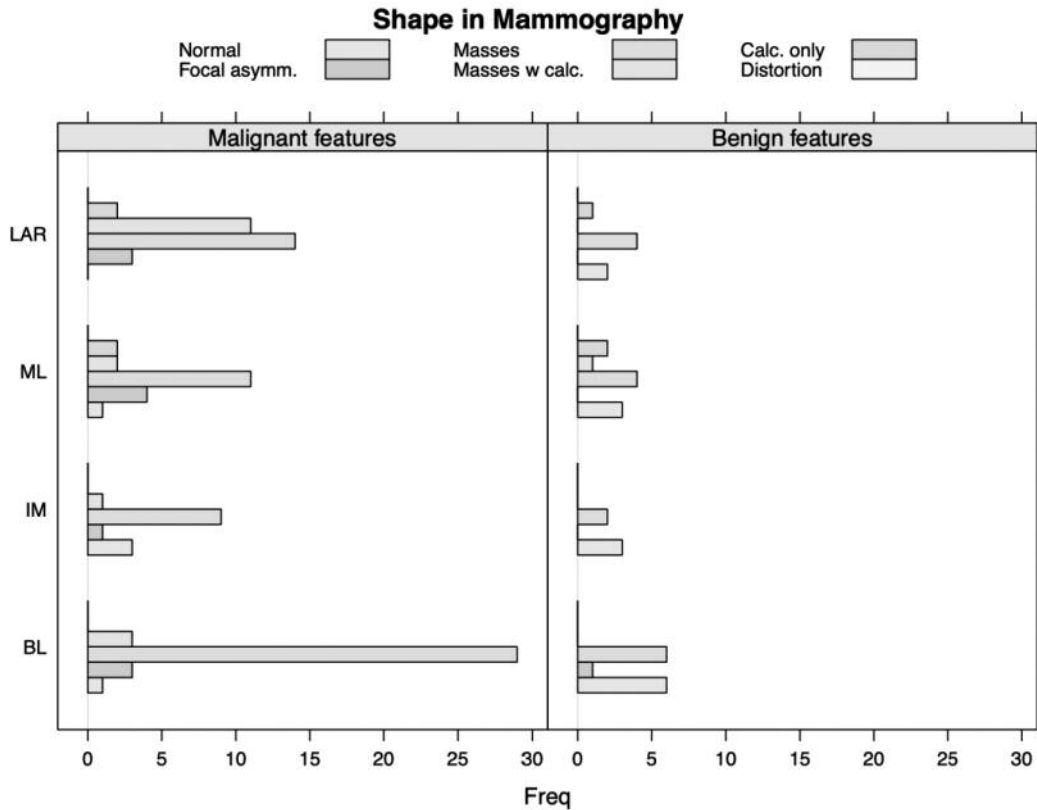 Shape in Mammography
Normal Masses Calc. only
Focal asymm. Masses w calc. Distortion
Malignant features Benign features
LAR
ML
IM
BL
0 5 10 15 20 25 30 0 5 10 15 20 25 30
Freq